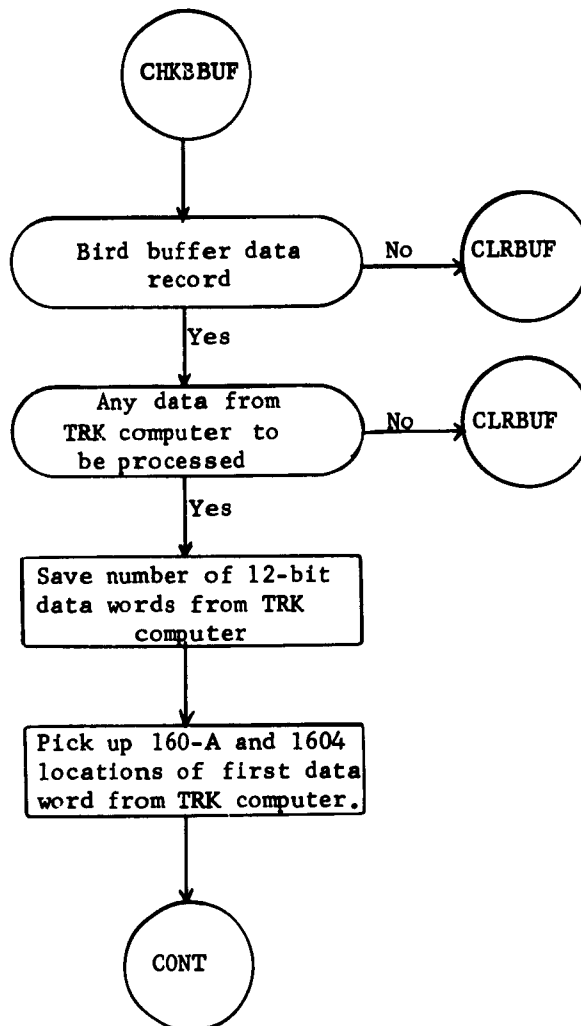 CHKBBUF
Bird buffer data
record
No
CLRBUF
Yes
Any data from
TRK computer to
be processed
No
CLRBUF
Yes
Save number of 12-bit
data words from TRK
computer
Pick up 160-A and 1604
locations of first data
word from TRK computer.
CONT